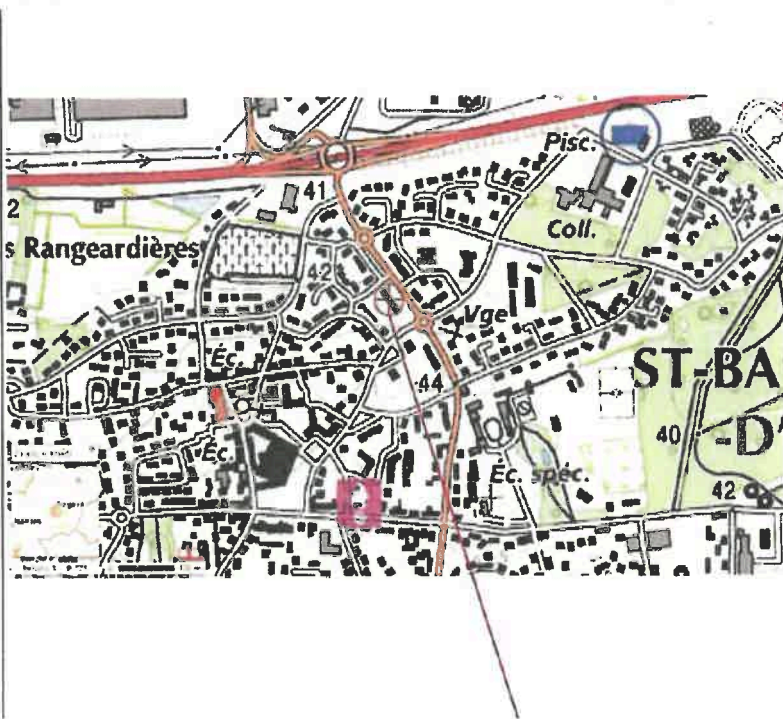 Pisc.
41
2
Coll.
s Rangeardières
42
Vge
Éc.
44
ST-BA
40
-D'
Éc.
Éc. spéc.
42